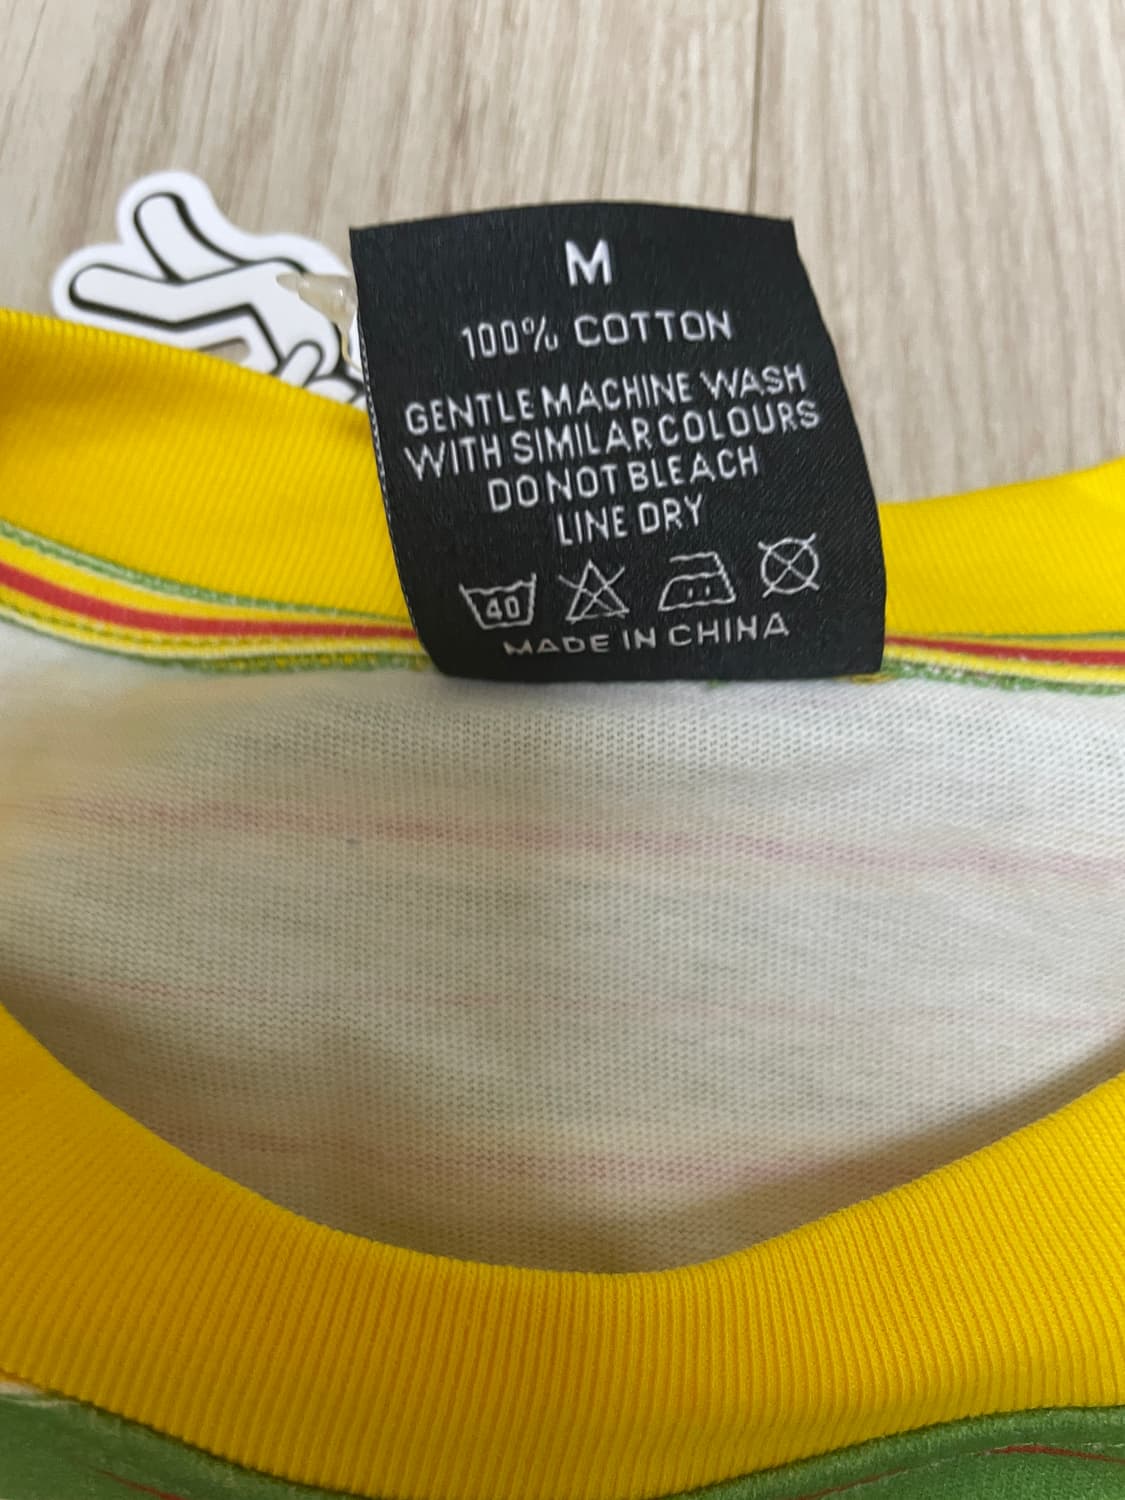 M
100% COTTON
GENTLE MACHINE WASH
WITH SIMILAR COLOURS
DO NOT BLEACH
LINE DRY
40
MADE IN CHINA